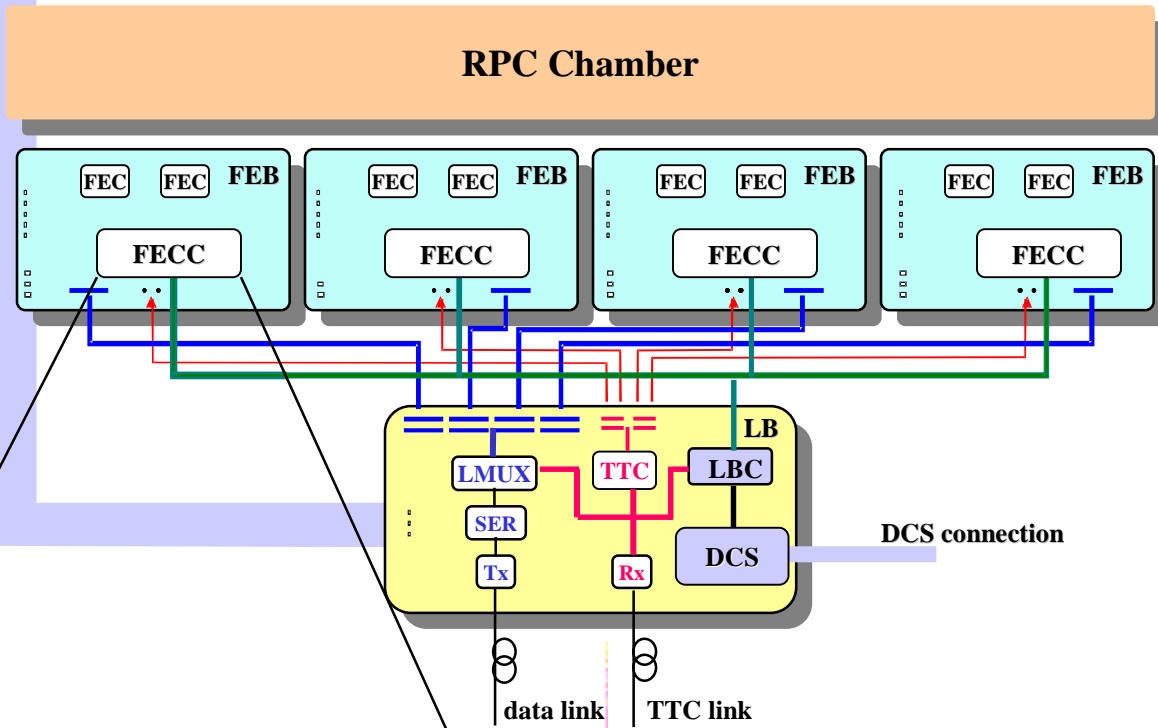 RPC Chamber
FEC FEC FEB
FECC
FEC FEC FEB
FECC
FEC FEC FEB
FECC
FEC FEC FEB
FECC
LB
LMUX TTC LBC
SER
DCS DCS connection
Tx Rx
data link TTC link